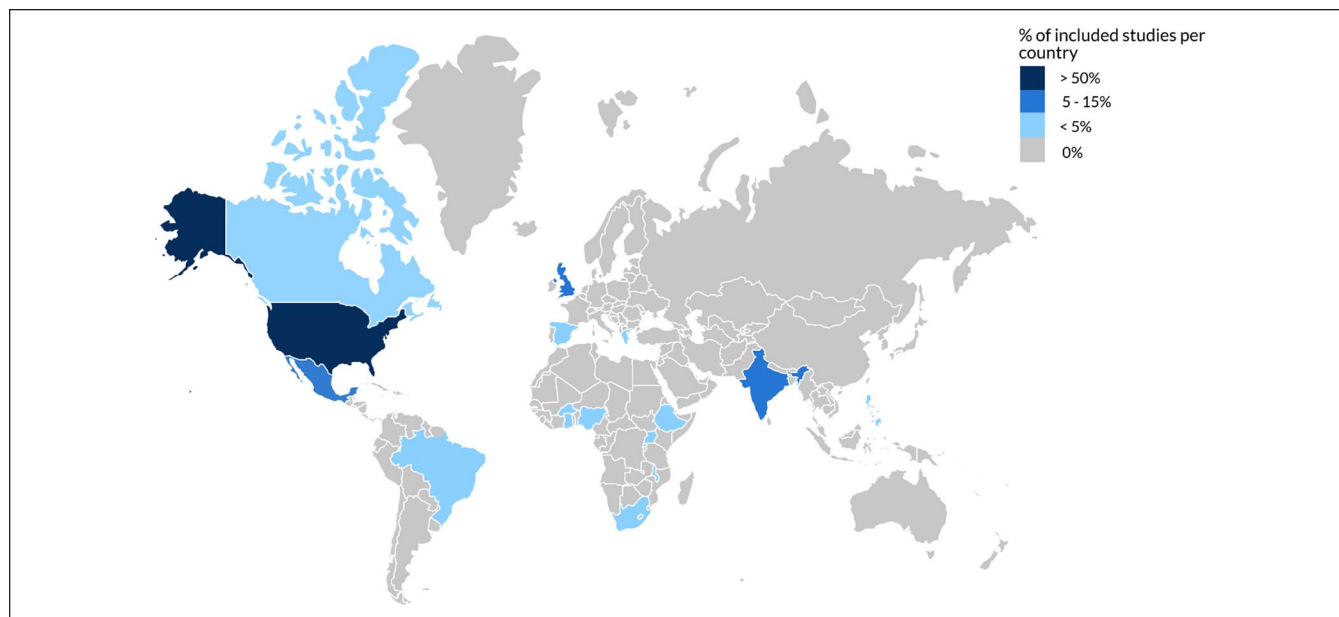 % of included studies per
country
> 50%
5 - 15%
< 5%
0%